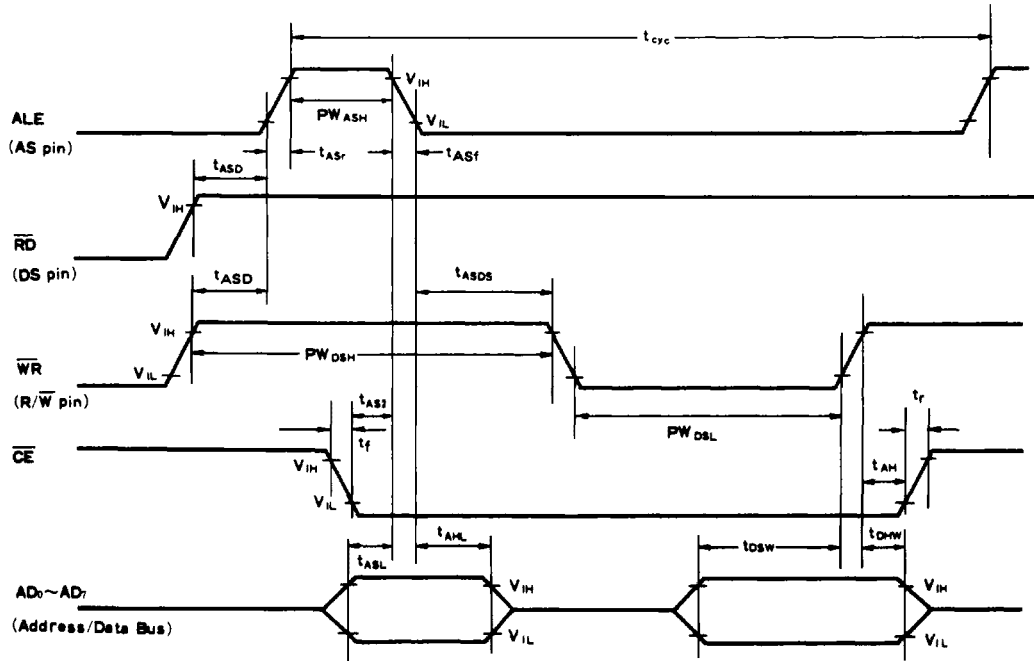 tcyc
ALE
(AS pin)
VIH
PWASH
VIL
tASD
tASr
tASf
VIH
RD
(DS pin)
tASD
tASDS
VIH
PWDSH
WR
VIL
(R/W pin)
tAS2
PWDSL
tr
CE
tf
VIH
tAH
VIL
tAHL
tASL
tDSW
tDHW
AD0~AD7
(Address/Data Bus)
VIH
VIH
VIL
VIL